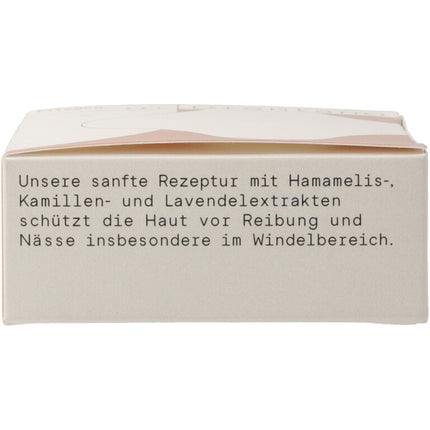 Unsere sanfte Rezeptur mit Hamamelis-,
Kamillen- und Lavendelextrakten
schützt die Haut vor Reibung und
Nässe insbesondere im Windelbereich.